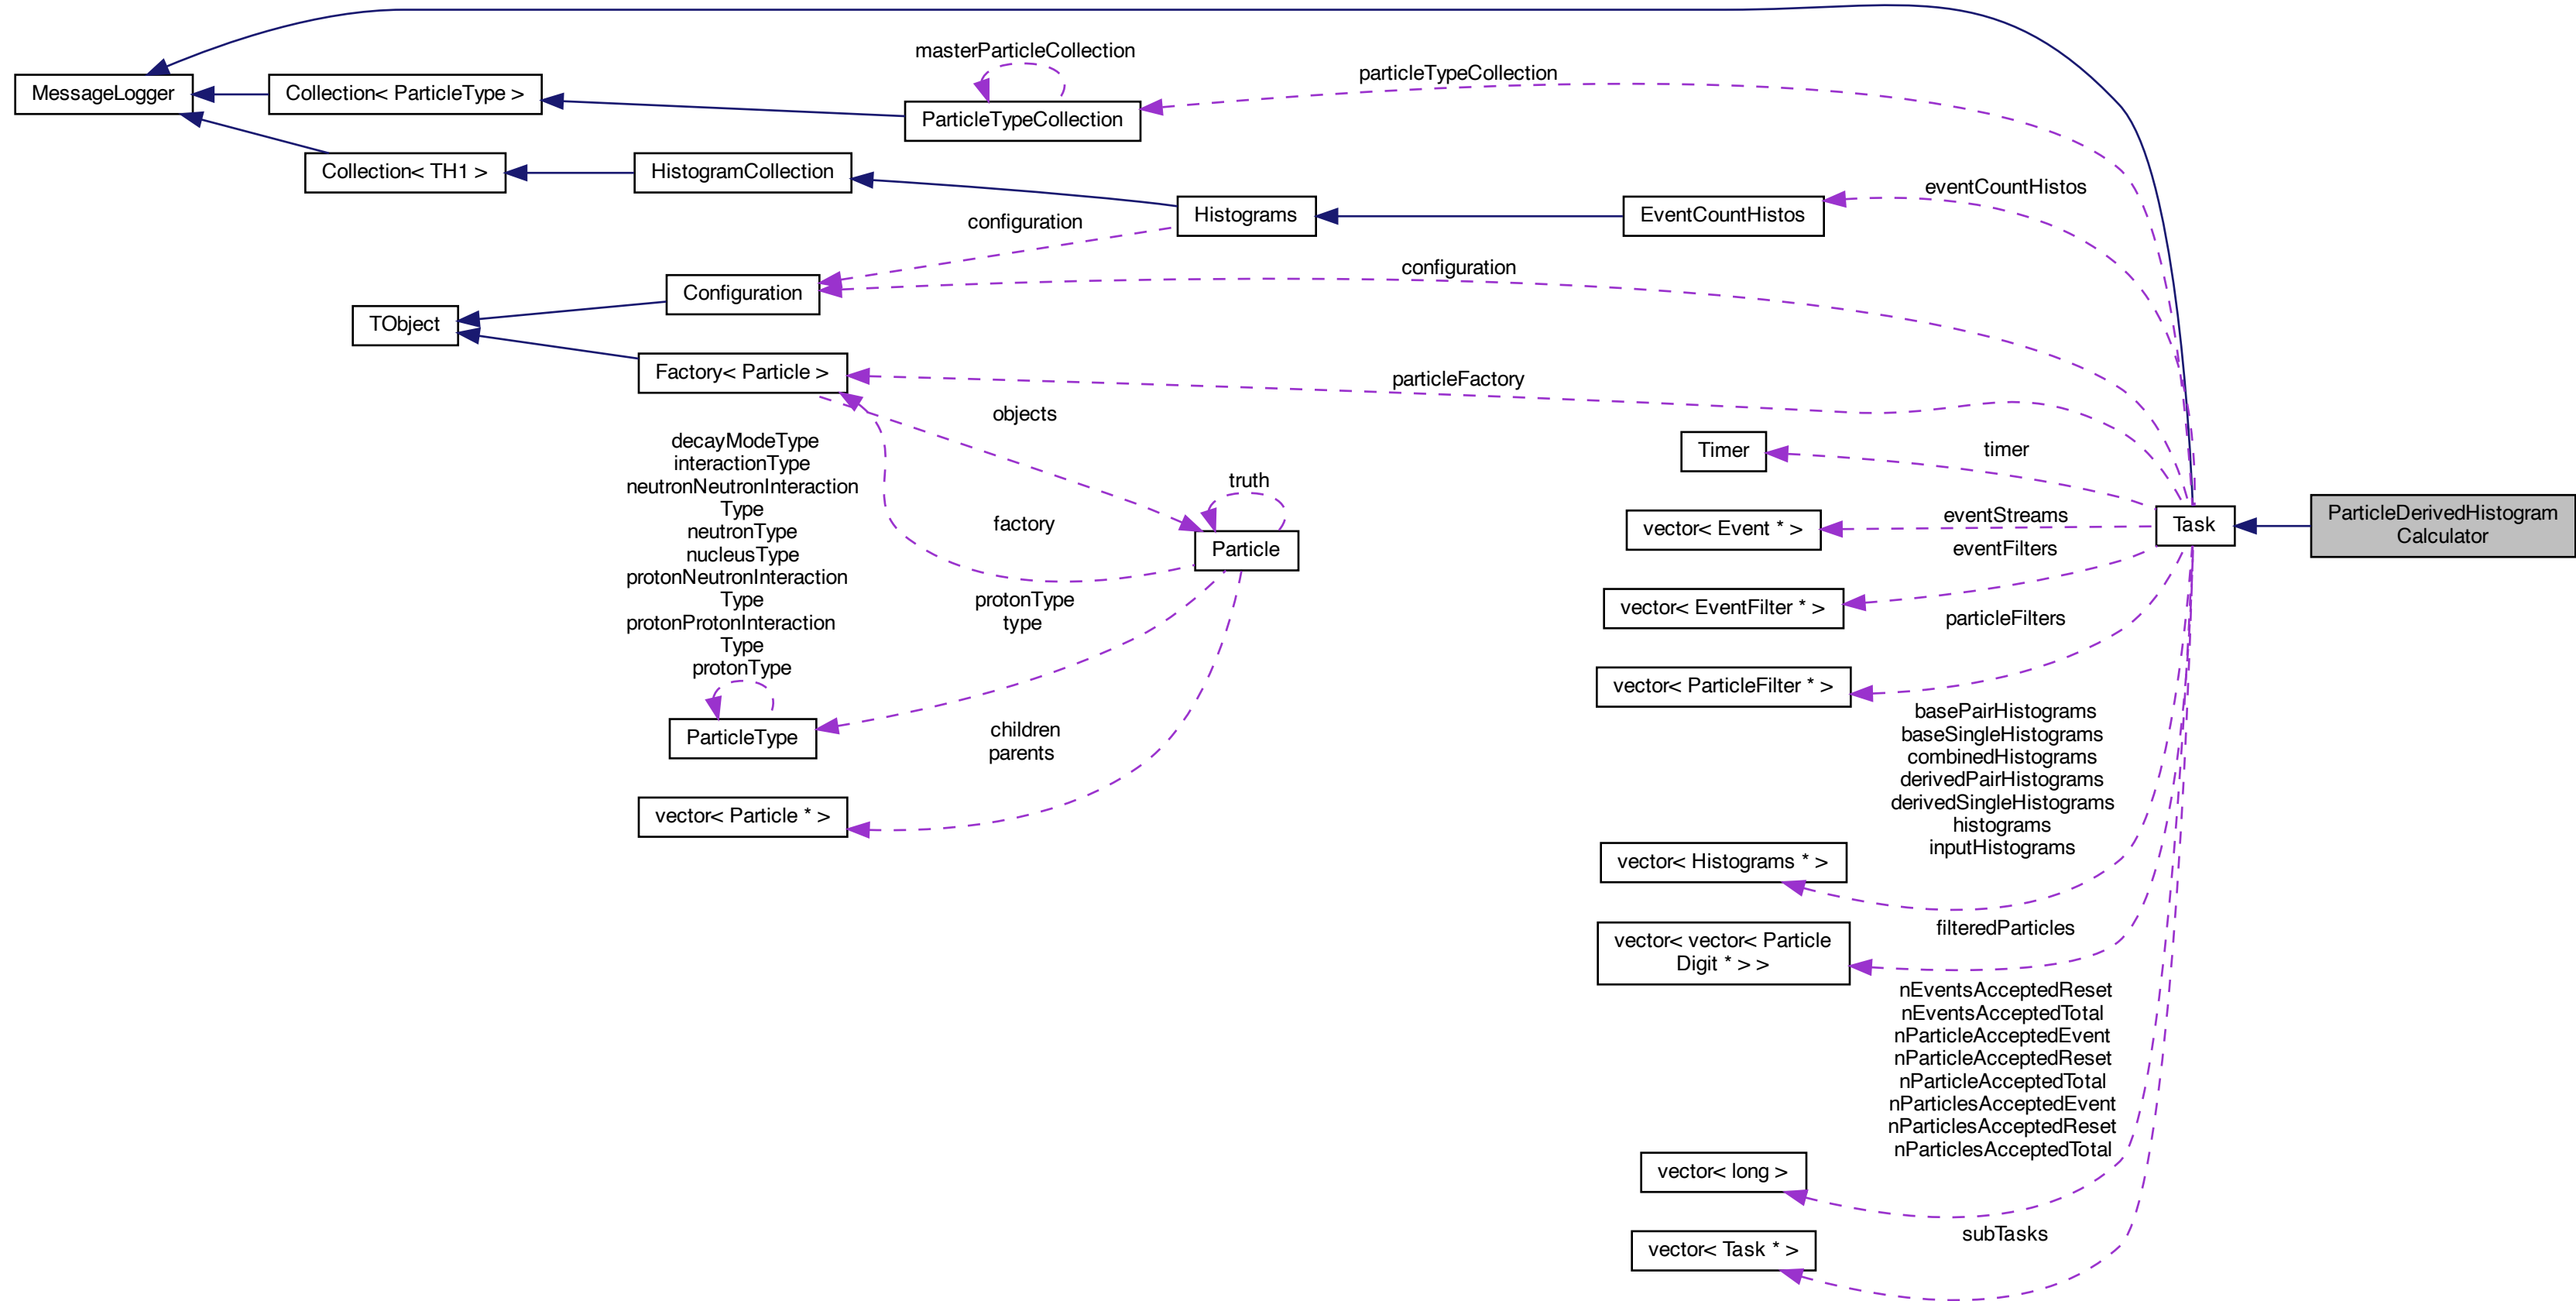 masterParticleCollection
particleTypeCollection
MessageLogger
Collection< ParticleType >
ParticleTypeCollection
Collection< TH1 >
HistogramCollection
eventCountHistos
Histograms
EventCountHistos
configuration
configuration
Configuration
TObject
Factory< Particle >
particleFactory
objects
decayModeType
interactionType
neutronNeutronInteraction
Type
neutronType
nucleusType
protonNeutronInteraction
Type
protonProtonInteraction
Type
protonType
factory
truth
Particle
protonType
type
ParticleType
children
parents
vector< Particle * >
Timer
timer
vector< Event * >
eventStreams
eventFilters
vector< EventFilter * >
particleFilters
vector< ParticleFilter * >
Task
ParticleDerivedHistogram
Calculator
basePairHistograms
baseSingleHistograms
combinedHistograms
derivedPairHistograms
derivedSingleHistograms
histograms
inputHistograms
vector< Histograms * >
filteredParticles
vector< vector< Particle
Digit * > >
nEventsAcceptedReset
nEventsAcceptedTotal
nParticleAcceptedEvent
nParticleAcceptedReset
nParticleAcceptedTotal
nParticlesAcceptedEvent
nParticlesAcceptedReset
nParticlesAcceptedTotal
vector< long >
subTasks
vector< Task * >